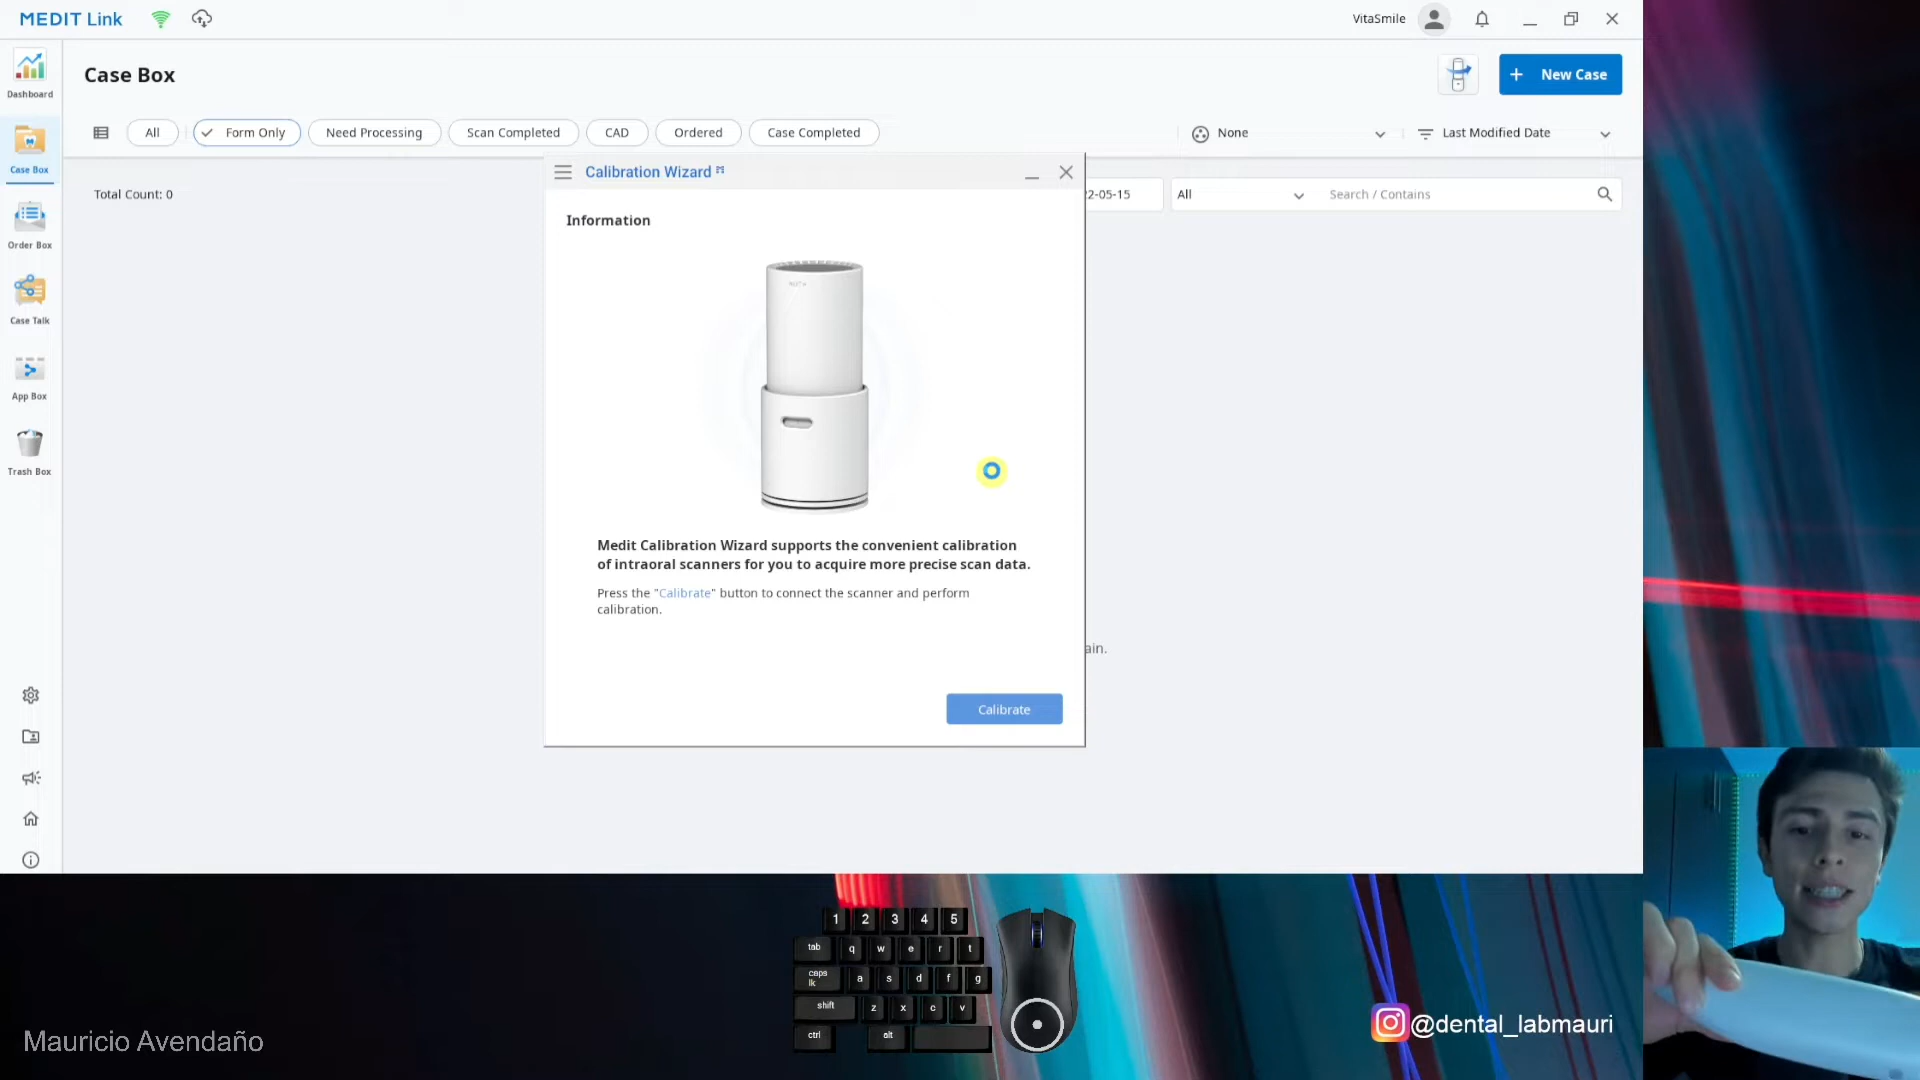 MEDIT Link
VitaSmile
Dashboard
Case Box
New Case
All
Form Only
Need Processing
Scan Completed
CAD
Ordered
Case Completed
None
Last Modified Date
Case Box
Calibration Wizard
Total Count: 0
2-05-15
All
Search / Contains
Information
Order Box
Case Talk
App Box
Trash Box
Medit Calibration Wizard supports the convenient calibration
of intraoral scanners for you to acquire more precise scan data.
Press the "Calibrate" button to connect the scanner and perform
calibration.
ain.
Calibrate
1 2 3 4 5
tab q w e r t
caps lk a s d f g
shift z x c v
ctrl alt
Mauricio Avendaño
@dental_labmauri